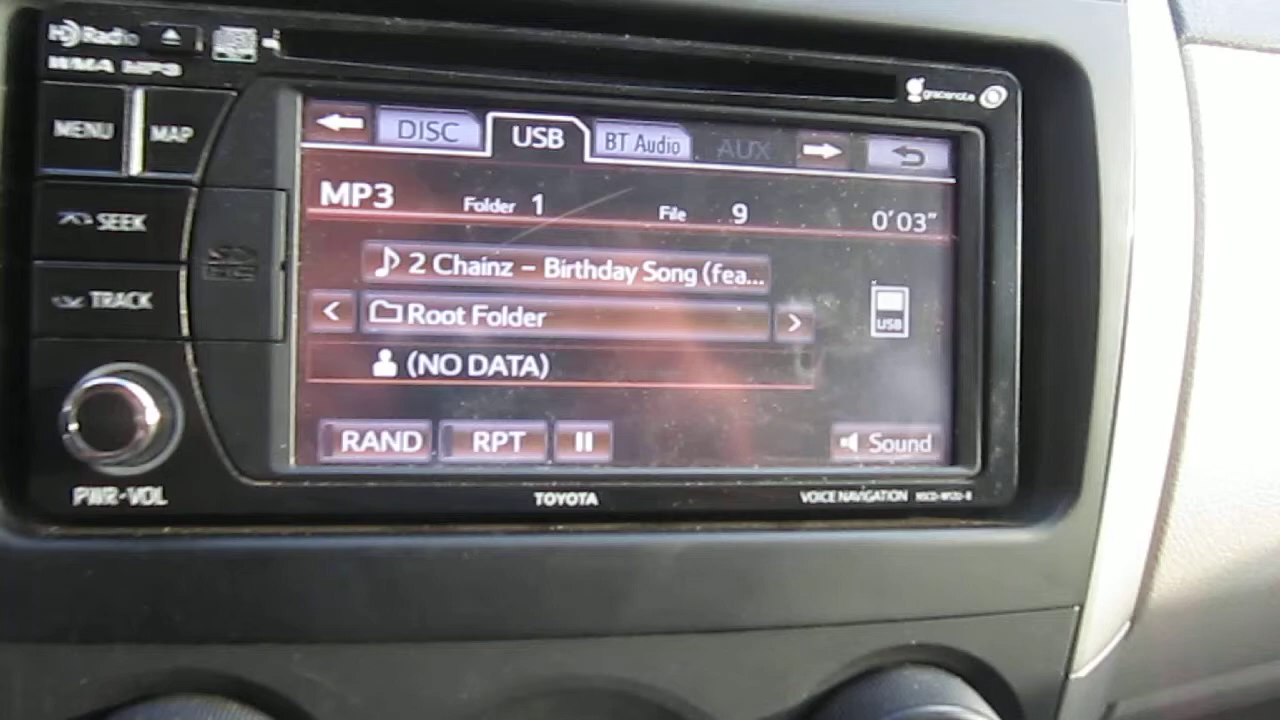 HD Radio
WMA MP3
gracenote
MENU
MAP
DISC
USB
BT Audio
AUX
MP3
Folder 1
File 9
0'03"
SEEK
2 Chainz - Birthday Song (fea...
TRACK
Root Folder
USB
(NO DATA)
RAND
RPT
Sound
PWR•VOL
TOYOTA
VOICE NAVIGATION